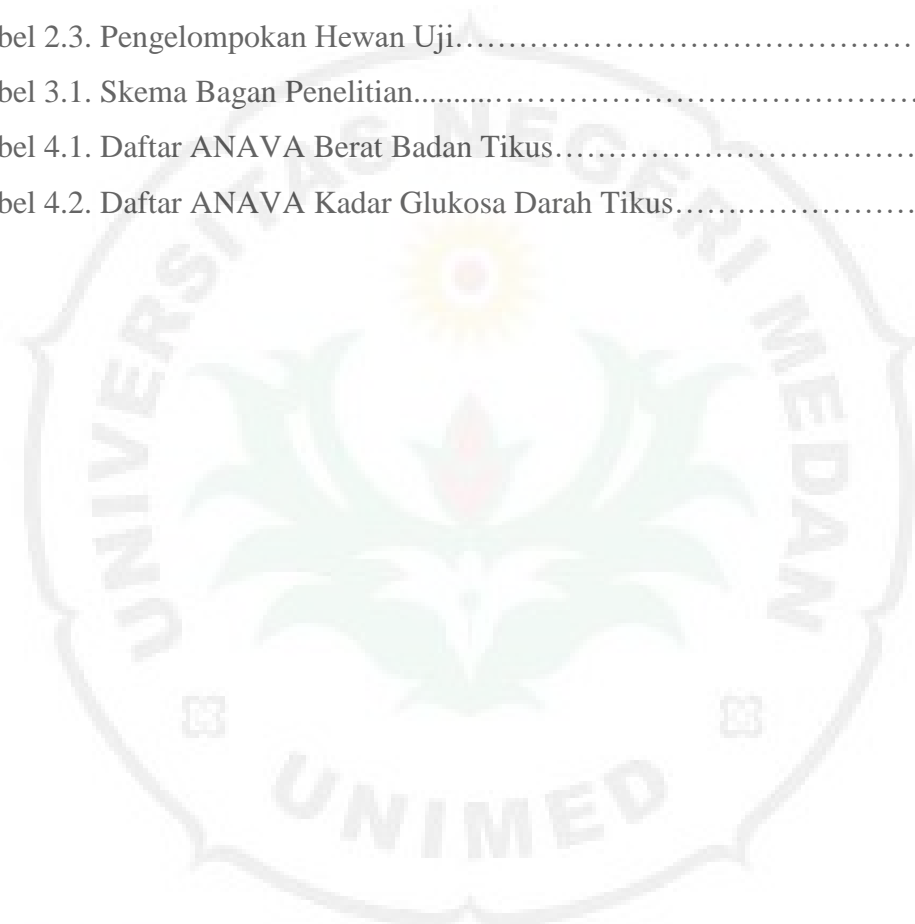 bel 2.3. Pengelompokan Hewan Uji……………………………………
bel 3.1. Skema Bagan Penelitian..........…………………………………
bel 4.1. Daftar ANAVA Berat Badan Tikus……………………………
bel 4.2. Daftar ANAVA Kadar Glukosa Darah Tikus…….………………
UNIVERSITAS NEGERI MEDAN
UNIMED